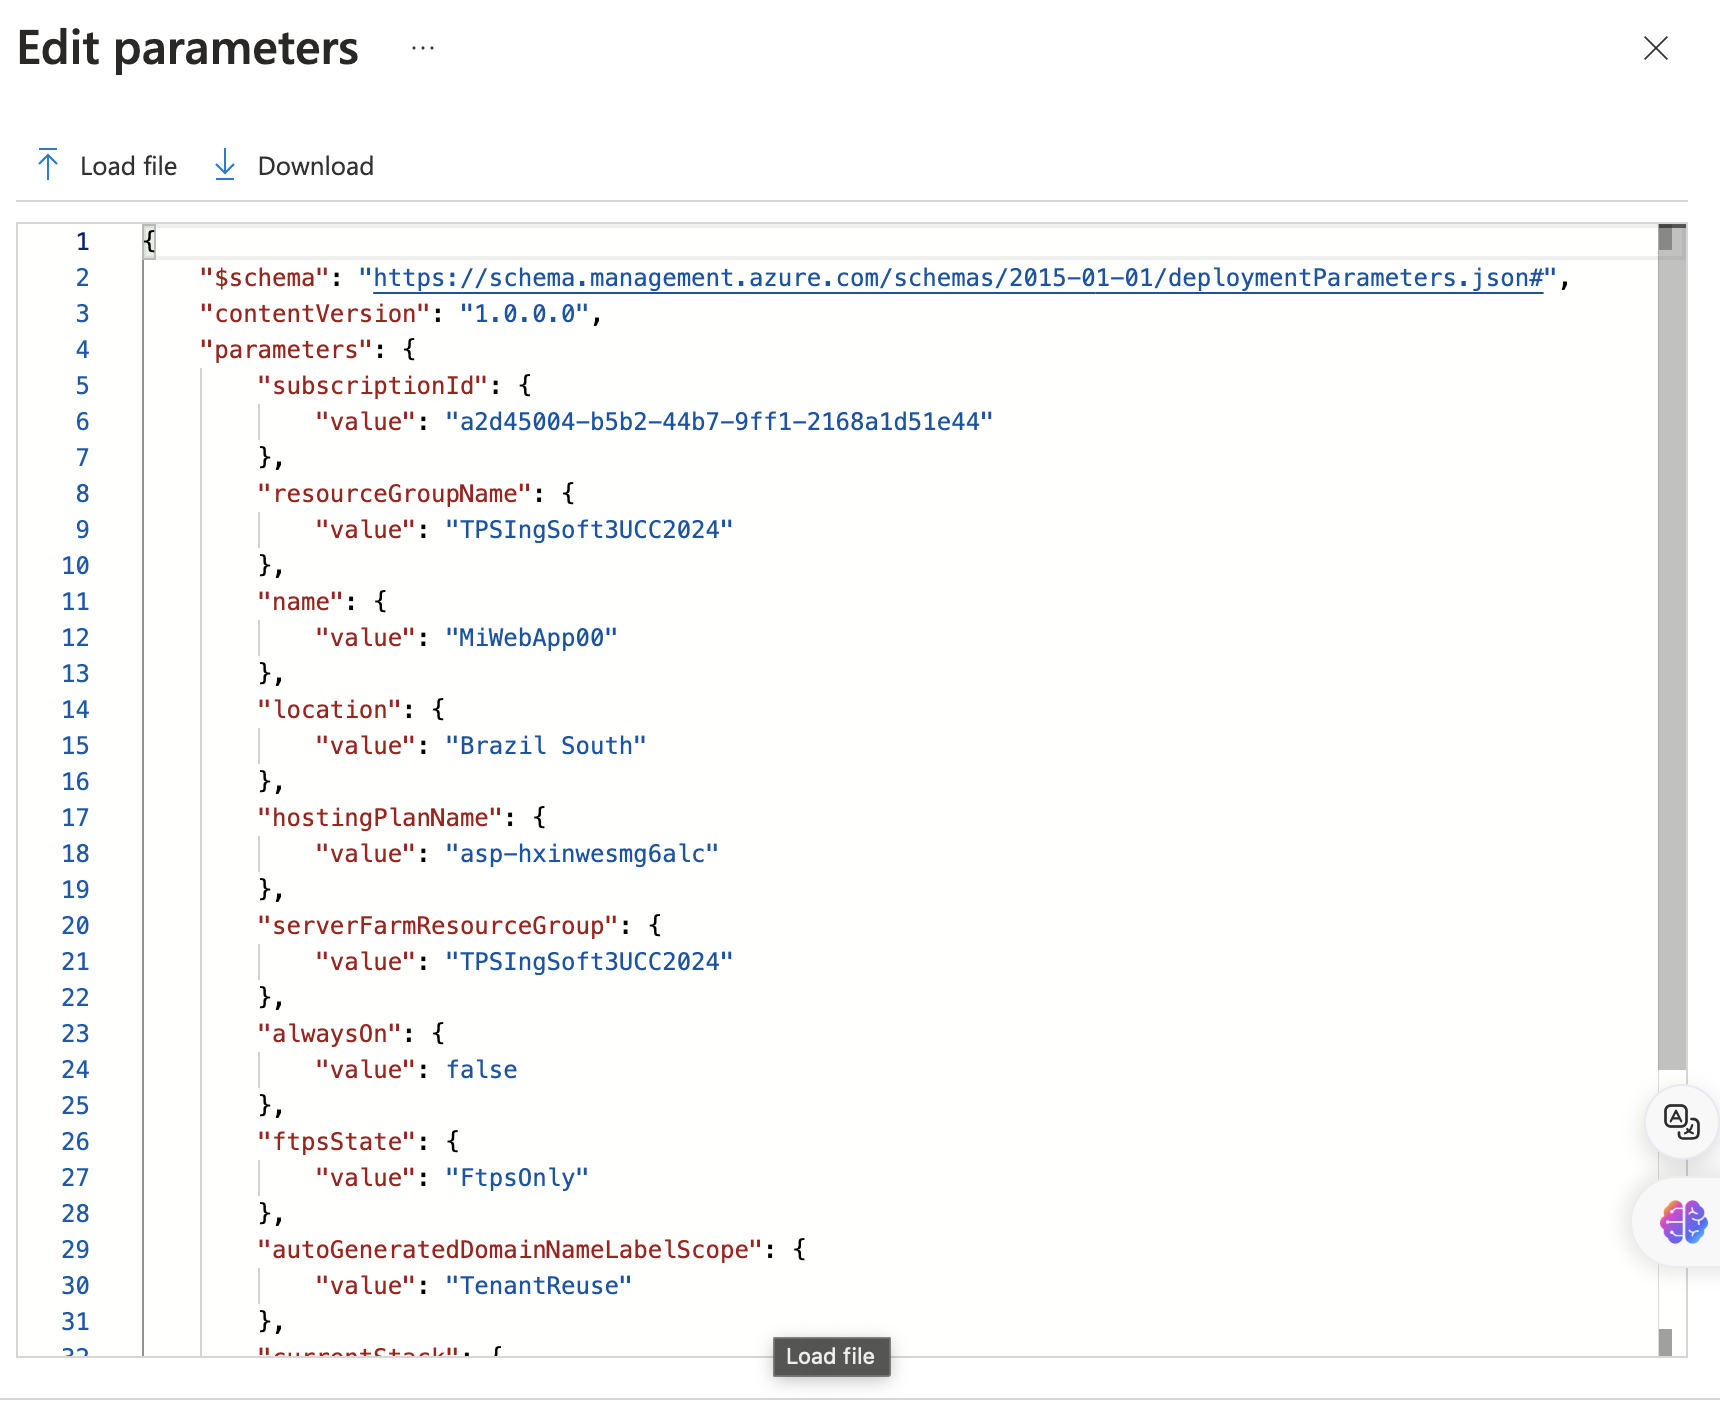 Edit parameters ...
Load file Download
1 {
2 "$schema": "https://schema.management.azure.com/schemas/2015-01-01/deploymentParameters.json#",
3 "contentVersion": "1.0.0.0",
4 "parameters": {
5 "subscriptionId": {
6 "value": "a2d45004-b5b2-44b7-9ff1-2168a1d51e44"
7 },
8 "resourceGroupName": {
9 "value": "TPSIngSoft3UCC2024"
10 },
11 "name": {
12 "value": "MiWebApp00"
13 },
14 "location": {
15 "value": "Brazil South"
16 },
17 "hostingPlanName": {
18 "value": "asp-hxinwesmg6alc"
19 },
20 "serverFarmResourceGroup": {
21 "value": "TPSIngSoft3UCC2024"
22 },
23 "alwaysOn": {
24 "value": false
25 },
26 "ftpsState": {
27 "value": "FtpsOnly"
28 },
29 "autoGeneratedDomainNameLabelScope": {
30 "value": "TenantReuse"
31 },
32 "currentStack": {
Load file